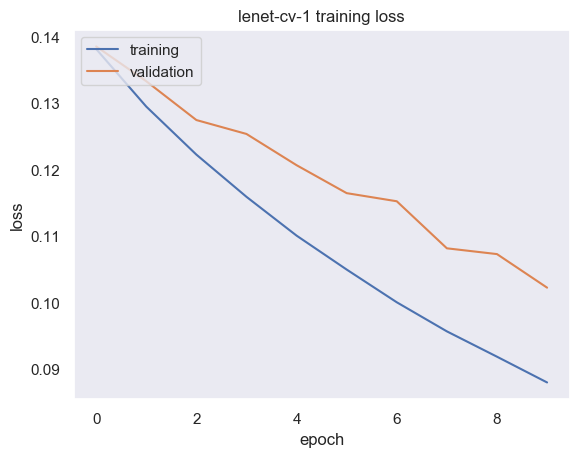 lenet-cv-1 training loss
training
validation
0.14
0.13
0.12
0.11
0.10
0.09
loss
0
2
4
6
8
epoch